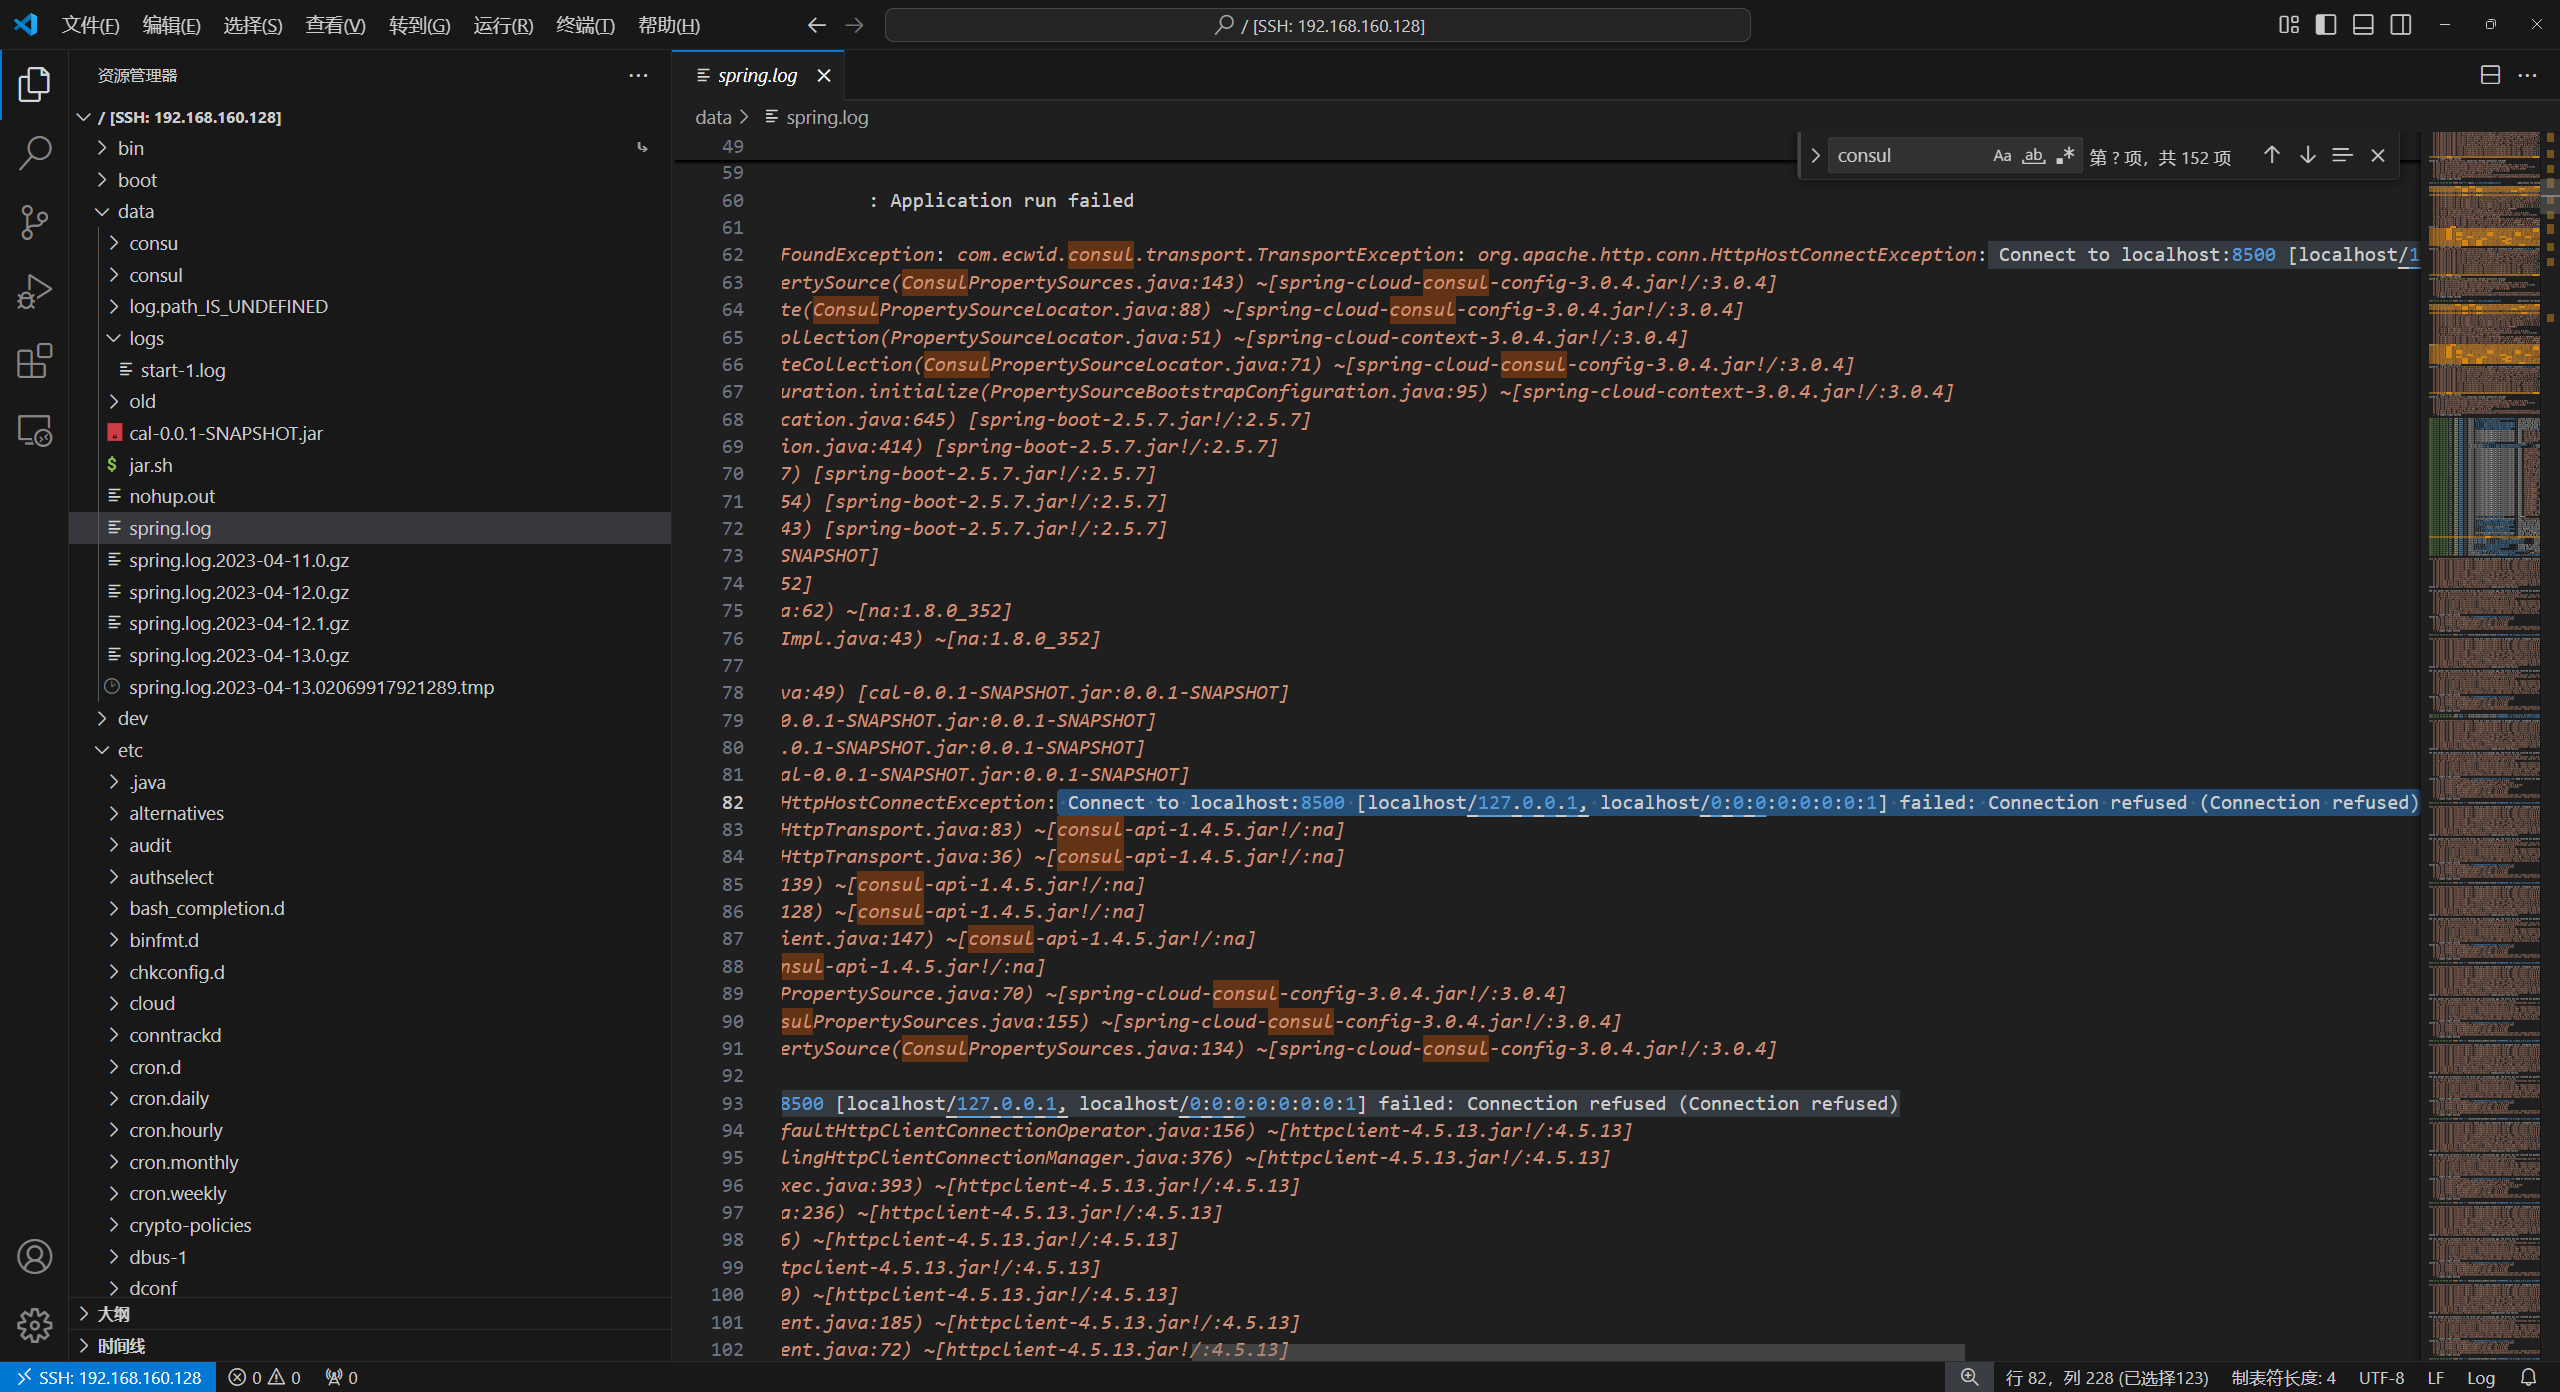 文件(F) 编辑(E) 选择(S) 查看(V) 转到(G) 运行(R) 终端(T) 帮助(H)
/ [SSH: 192.168.160.128]
资源管理器
/ [SSH: 192.168.160.128]
bin
boot
data
consu
consul
log.path_IS_UNDEFINED
logs
start-1.log
old
cal-0.0.1-SNAPSHOT.jar
jar.sh
nohup.out
spring.log
spring.log.2023-04-11.0.gz
spring.log.2023-04-12.0.gz
spring.log.2023-04-12.1.gz
spring.log.2023-04-13.0.gz
spring.log.2023-04-13.02069917921289.tmp
dev
etc
.java
alternatives
audit
authselect
bash_completion.d
binfmt.d
chkconfig.d
cloud
conntrackd
cron.d
cron.daily
cron.hourly
cron.monthly
cron.weekly
crypto-policies
dbus-1
dconf
大纲
时间线
spring.log
data > spring.log
consul Aa ab .* 第 ? 项，共 152 项
49
59
60 : Application run failed
61
62 FoundException: com.ecwid.consul.transport.TransportException: org.apache.http.conn.HttpHostConnectException: Connect to localhost:8500 [localhost/1
63 ertySource(ConsulPropertySources.java:143) ~[spring-cloud-consul-config-3.0.4.jar!/:3.0.4]
64 te(ConsulPropertySourceLocator.java:88) ~[spring-cloud-consul-config-3.0.4.jar!/:3.0.4]
65 ollection(PropertySourceLocator.java:51) ~[spring-cloud-context-3.0.4.jar!/:3.0.4]
66 teCollection(ConsulPropertySourceLocator.java:71) ~[spring-cloud-consul-config-3.0.4.jar!/:3.0.4]
67 uration.initialize(PropertySourceBootstrapConfiguration.java:95) ~[spring-cloud-context-3.0.4.jar!/:3.0.4]
68 cation.java:645) [spring-boot-2.5.7.jar!/:2.5.7]
69 ion.java:414) [spring-boot-2.5.7.jar!/:2.5.7]
70 7) [spring-boot-2.5.7.jar!/:2.5.7]
71 54) [spring-boot-2.5.7.jar!/:2.5.7]
72 43) [spring-boot-2.5.7.jar!/:2.5.7]
73 SNAPSHOT]
74 52]
75 a:62) ~[na:1.8.0_352]
76 Impl.java:43) ~[na:1.8.0_352]
77
78 va:49) [cal-0.0.1-SNAPSHOT.jar:0.0.1-SNAPSHOT]
79 0.0.1-SNAPSHOT.jar:0.0.1-SNAPSHOT]
80 .0.1-SNAPSHOT.jar:0.0.1-SNAPSHOT]
81 al-0.0.1-SNAPSHOT.jar:0.0.1-SNAPSHOT]
82 HttpHostConnectException: Connect to localhost:8500 [localhost/127.0.0.1, localhost/0:0:0:0:0:0:0:1] failed: Connection refused (Connection refused)
83 HttpTransport.java:83) ~[consul-api-1.4.5.jar!/:na]
84 HttpTransport.java:36) ~[consul-api-1.4.5.jar!/:na]
85 139) ~[consul-api-1.4.5.jar!/:na]
86 128) ~[consul-api-1.4.5.jar!/:na]
87 ient.java:147) ~[consul-api-1.4.5.jar!/:na]
88 nsul-api-1.4.5.jar!/:na]
89 PropertySource.java:70) ~[spring-cloud-consul-config-3.0.4.jar!/:3.0.4]
90 sulPropertySources.java:155) ~[spring-cloud-consul-config-3.0.4.jar!/:3.0.4]
91 ertySource(ConsulPropertySources.java:134) ~[spring-cloud-consul-config-3.0.4.jar!/:3.0.4]
92
93 8500 [localhost/127.0.0.1, localhost/0:0:0:0:0:0:0:1] failed: Connection refused (Connection refused)
94 faultHttpClientConnectionOperator.java:156) ~[httpclient-4.5.13.jar!/:4.5.13]
95 lingHttpClientConnectionManager.java:376) ~[httpclient-4.5.13.jar!/:4.5.13]
96 xec.java:393) ~[httpclient-4.5.13.jar!/:4.5.13]
97 a:236) ~[httpclient-4.5.13.jar!/:4.5.13]
98 6) ~[httpclient-4.5.13.jar!/:4.5.13]
99 tpclient-4.5.13.jar!/:4.5.13]
100 0) ~[httpclient-4.5.13.jar!/:4.5.13]
101 ent.java:185) ~[httpclient-4.5.13.jar!/:4.5.13]
102 ent.java:72) ~[httpclient-4.5.13.jar!/:4.5.13]
SSH: 192.168.160.128 0 0 0 行 82，列 228 (已选择123) 制表符长度: 4 UTF-8 LF Log